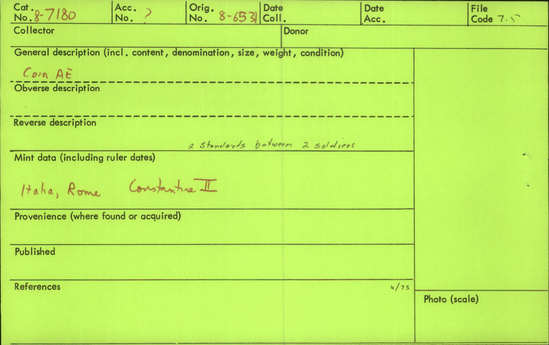 Cat. No. 8-7180 Acc. No. ? Orig. No. 8-6531 Date Coll. Date Acc. File Code 7.5
Collector Donor
General description (incl. content, denomination, size, weight, condition)
Coin AE
Obverse description
Reverse description
2 Standards between 2 soldiers
Mint data (including ruler dates)
Italia, Rome Constantine II
Provenience (where found or acquired)
Published
References 4/75
Photo (scale)